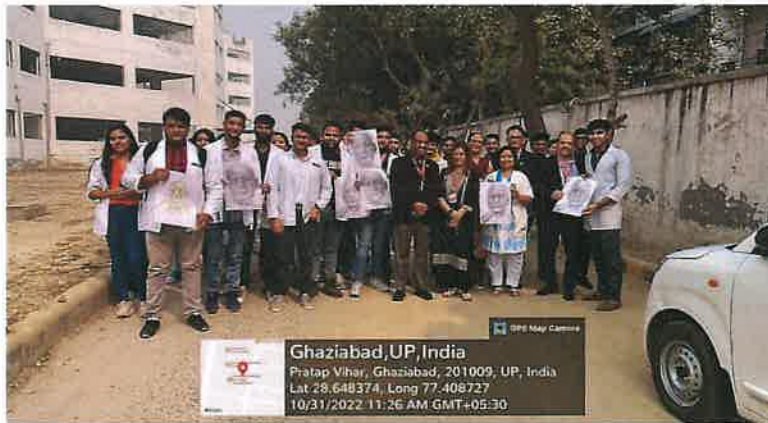 GPS Map Camera
Ghaziabad,UP,India
Pratap Vihar, Ghaziabad, 201009, UP, India
Lat 28.648374, Long 77.408727
10/31/2022 11:26 AM GMT+05:30